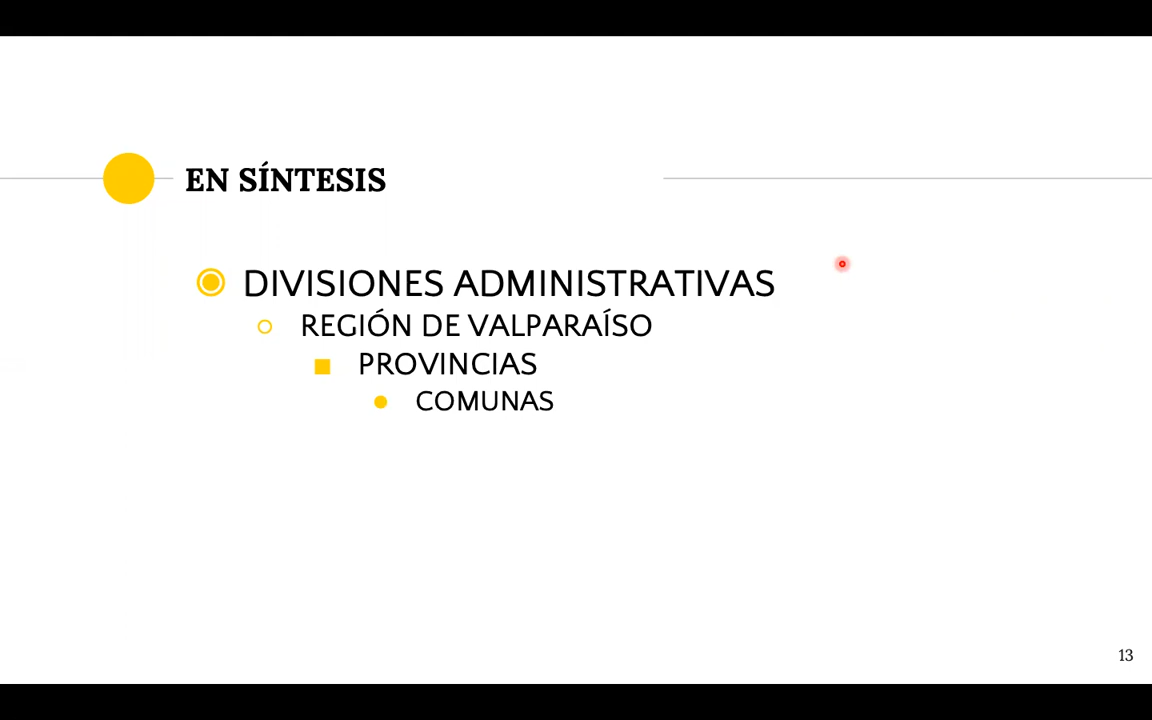 EN SÍNTESIS
DIVISIONES ADMINISTRATIVAS
REGIÓN DE VALPARAÍSO
PROVINCIAS
COMUNAS
13